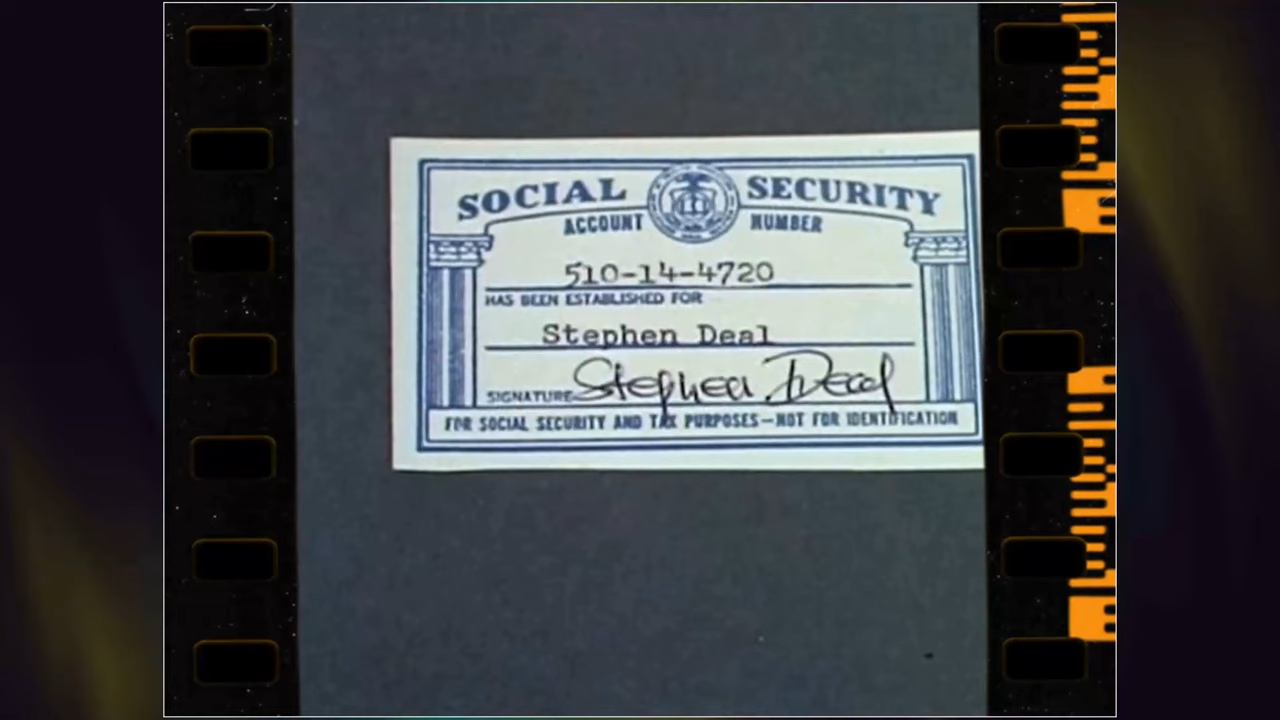 SOCIAL SECURITY
ACCOUNT NUMBER
510-14-4720
HAS BEEN ESTABLISHED FOR
Stephen Deal
SIGNATURE Stephen Deal
FOR SOCIAL SECURITY AND TAX PURPOSES—NOT FOR IDENTIFICATION